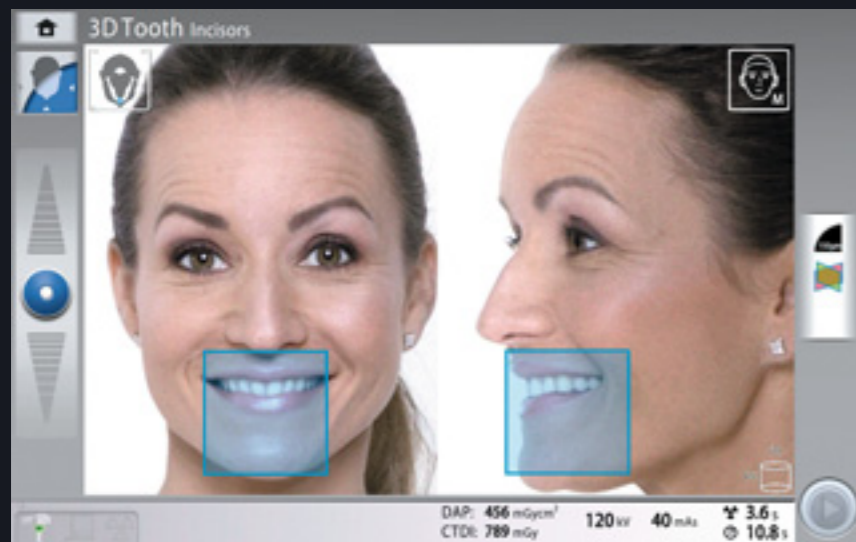 3D Tooth Incisors
M
DAP: 456 mGycm²
CTDI: 789 mGy
120 kV
40 mAs
3.6 s
10.8 s